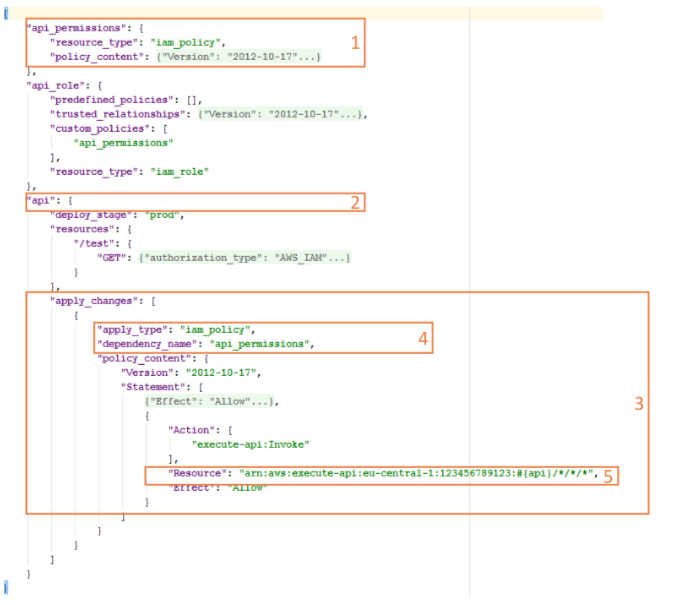 {
"api_permissions": {
"resource_type": "iam_policy",
1
"policy_content": {"Version": "2012-10-17"...}
},
"api_role": {
"predefined_policies": [],
"trusted_relationships": {"Version": "2012-10-17"...},
"custom_policies": [
"api_permissions"
],
"resource_type": "iam_role"
},
"api": {
2
"deploy_stage": "prod",
"resources": {
"/test": {
"GET": {"authorization_type": "AWS_IAM"...}
}
},
"apply_changes": [
{
"apply_type": "iam_policy",
"dependency_name": "api_permissions",
4
"policy_content": {
"Version": "2012-10-17",
"Statement": [
{"Effect": "Allow"...},
3
{
"Action": [
"execute-api:Invoke"
],
"Resource": "arn:aws:execute-api:eu-central-1:123456789123:#{api}/*/*/*", 5
"Effect": "Allow"
}
]
}
}
]
}
}